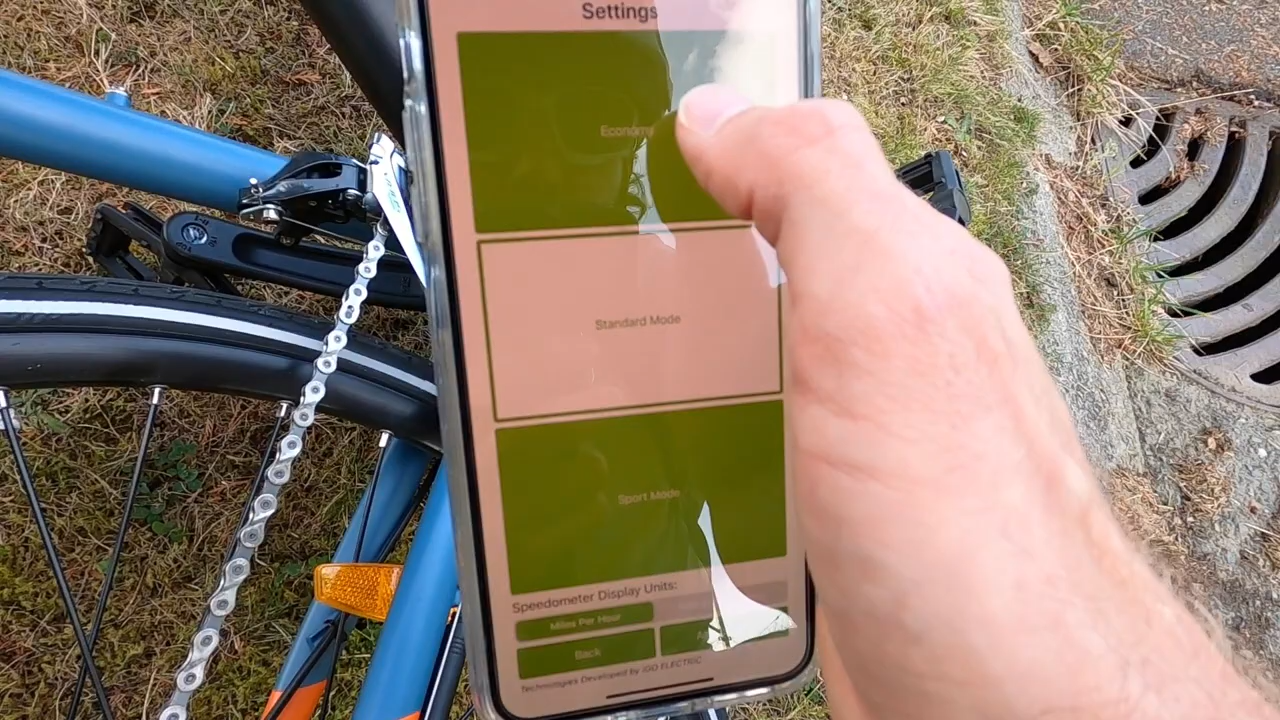 Settings
Economy
Standard Mode
Sport Mode
Speedometer Display Units:
Miles Per Hour
Back
Technologies Developed by iGO ELECTRIC